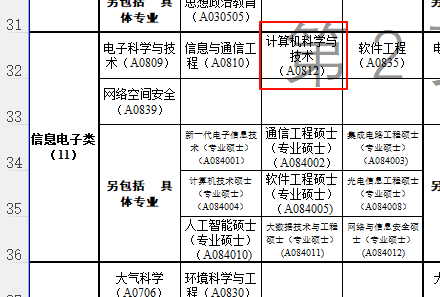 31
另包括 具
体专业
思想政治教育
（A030505）
32
电子科学与技
术（A0809）
信息与通信工
程（A0810）
计算机科学与
技术
（A0812）
软件工程
（A0835）
第 2
33
网络空间安全
（A0839）
信息电子类
（11）
34
另包括 具
体专业
新一代电子信息技
术（专业硕士）
（A084001）
通信工程硕士
（专业硕士）
（A084002）
集成电路工程硕士
（专业硕士）
（A084003）
35
计算机技术硕士
（专业硕士）
（A084004）
软件工程硕士
（专业硕士）
（A084005）
光电信息工程硕士
（专业硕士）
（A084008）
36
人工智能硕士
（专业硕士）
（A084010）
大数据技术与工程
硕士（专业硕士）
（A084011）
网络与信息安全硕
士（专业硕士）
（A084012）
大气科学
（A0706）
环境科学与工
程（A0830）